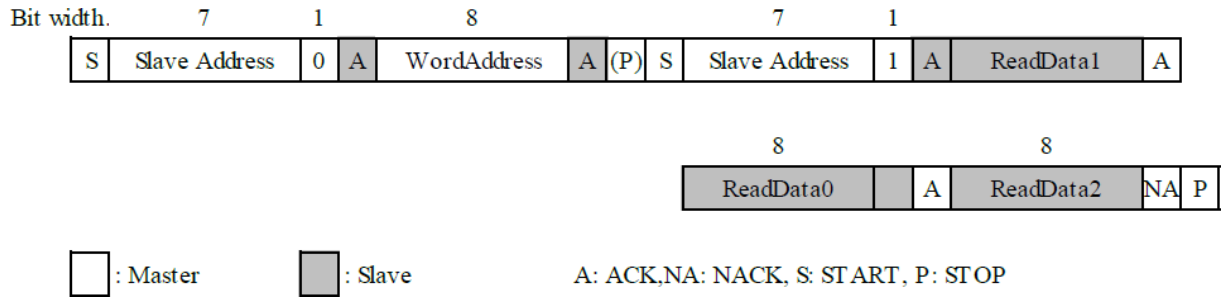 Bit width. 7 1 8 7 1
S Slave Address 0 A WordAddress A (P) S Slave Address 1 A ReadData1 A
8 8
ReadData0 A ReadData2 NA P
: Master : Slave A: ACK,NA: NACK, S: START, P: STOP